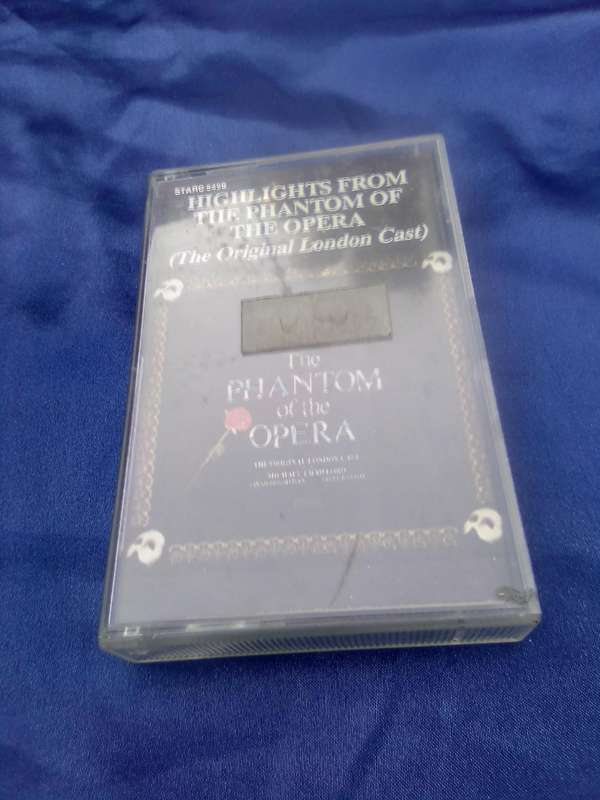 HIGHLIGHTS FROM
THE PHANTOM OF
THE OPERA
(The Original London Cast)
The
PHANTOM
of the
OPERA
THE ORIGINAL LONDON CAST
MICHAEL CRAWFORD